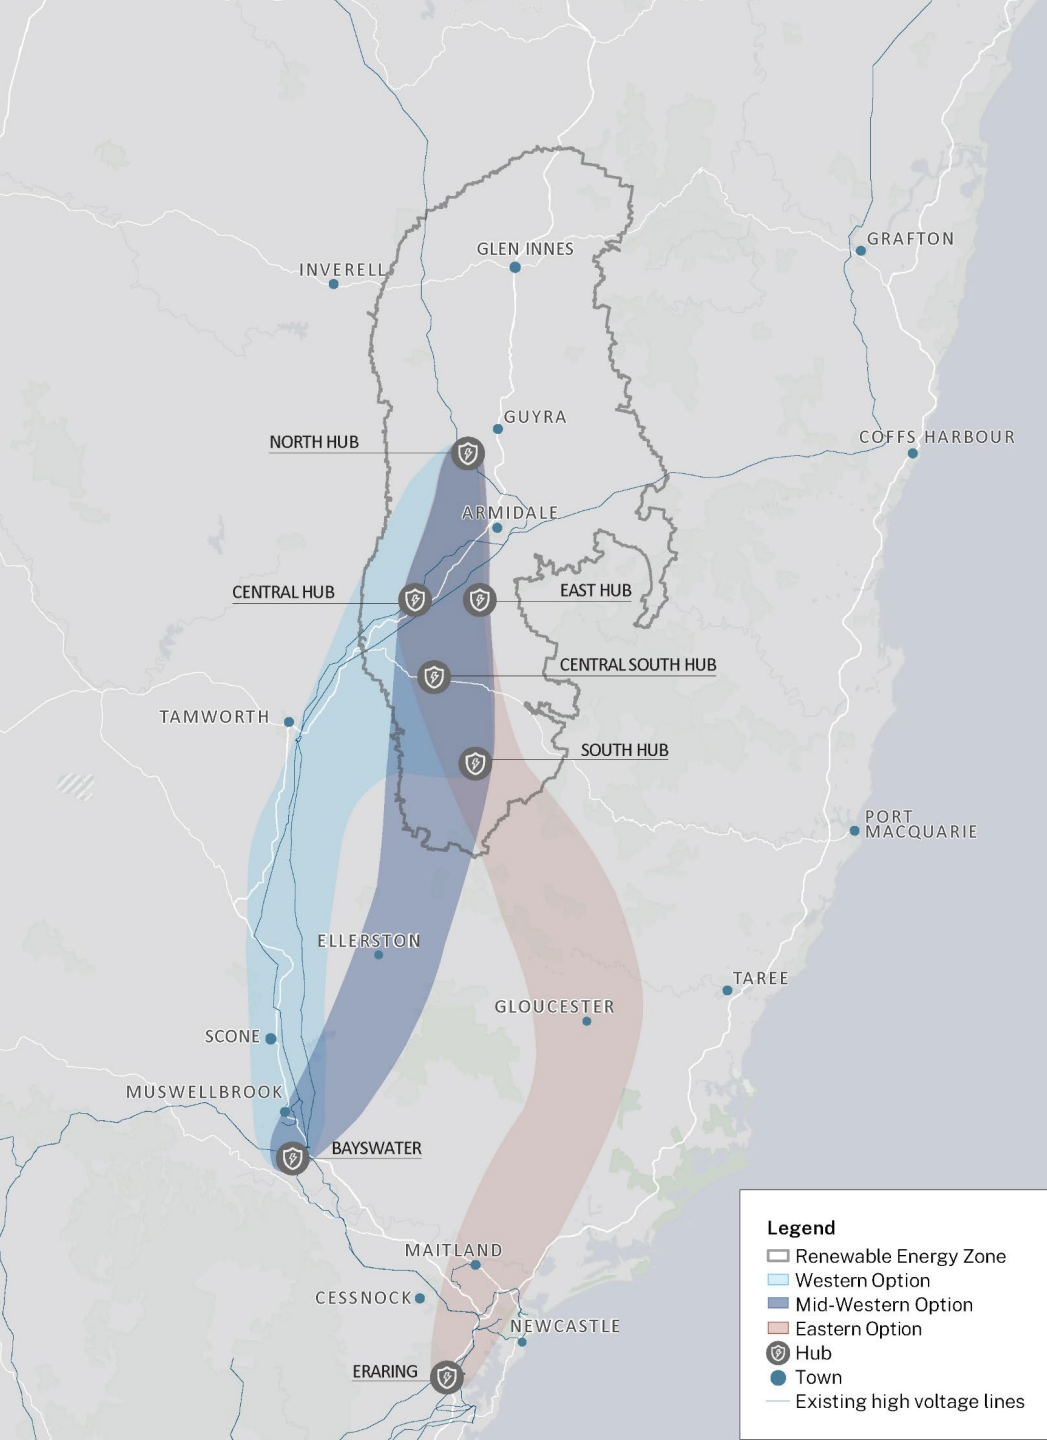 GRAFTON
GLEN INNES
INVERELL
GUYRA
COFFS HARBOUR
NORTH HUB
ARMIDALE
CENTRAL HUB
EAST HUB
CENTRAL SOUTH HUB
TAMWORTH
SOUTH HUB
PORT
MACQUARIE
ELLERSTON
TAREE
GLOUCESTER
SCONE
MUSWELLBROOK
BAYSWATER
MAITLAND
CESSNOCK
NEWCASTLE
ERARING
Legend
Renewable Energy Zone
Western Option
Mid-Western Option
Eastern Option
Hub
Town
Existing high voltage lines